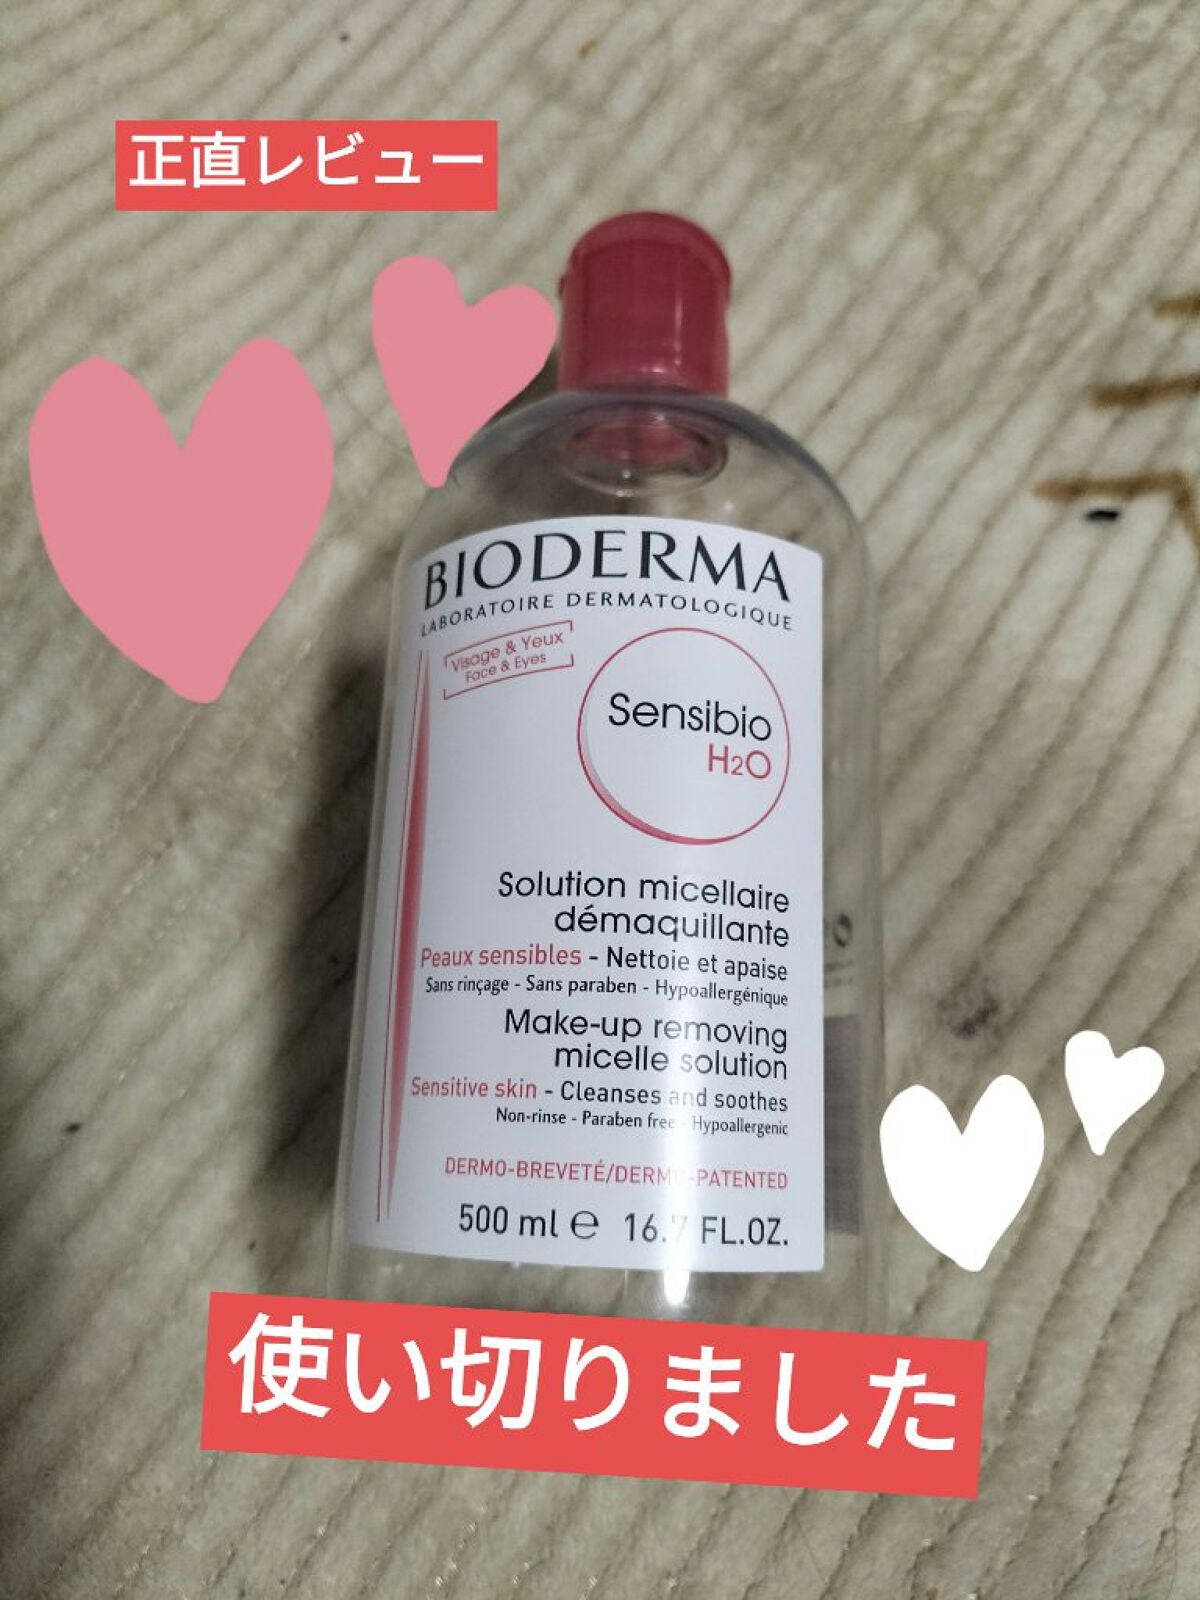 正直レビュー
BIODERMA
LABORATOIRE DERMATOLOGIQUE
Visage & Yeux
Face & Eyes
Sensibio
H2O
Solution micellaire
démaquillante
Peaux sensibles - Nettoie et apaise
Sans rinçage - Sans paraben - Hypoallergénique
Make-up removing
micelle solution
Sensitive skin - Cleanses and soothes
Non-rinse - Paraben free - Hypoallergenic
DERMO-BREVETÉ/DERMO-PATENTED
500 ml e 16.7 FL.OZ.
使い切りました